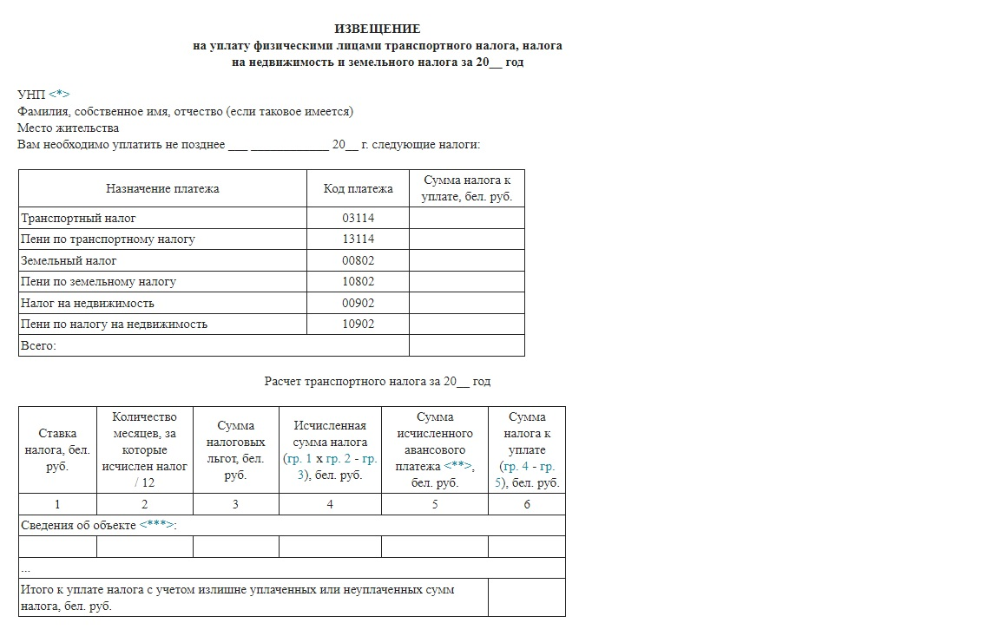 ИЗВЕЩЕНИЕ
на уплату физическими лицами транспортного налога, налога
на недвижимость и земельного налога за 20__ год
УНП <*>
Фамилия, собственное имя, отчество (если таковое имеется)
Место жительства
Вам необходимо уплатить не позднее ___ ____________ 20__ г. следующие налоги:
Назначение платежа
Код платежа
Сумма налога к
уплате, бел. руб.
Транспортный налог
03114
Пени по транспортному налогу
13114
Земельный налог
00802
Пени по земельному налогу
10802
Налог на недвижимость
00902
Пени по налогу на недвижимость
10902
Всего:
Расчет транспортного налога за 20__ год
Ставка
налога, бел.
руб.
Количество
месяцев, за
которые
исчислен налог
/ 12
Сумма
налоговых
льгот, бел.
руб.
Исчисленная
сумма налога
(гр. 1 x гр. 2 - гр.
3), бел. руб.
Сумма
исчисленного
авансового
платежа <**>,
бел. руб.
Сумма
налога к
уплате
(гр. 4 - гр.
5), бел. руб.
1
2
3
4
5
6
Сведения об объекте <***>:
...
Итого к уплате налога с учетом излишне уплаченных или неуплаченных сумм
налога, бел. руб.